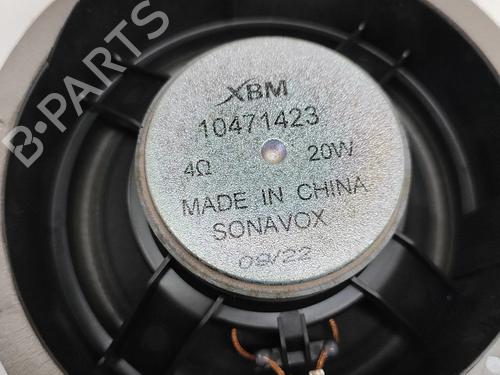 XBM
10471423
4Ω 20W
MADE IN CHINA
SONAVOX
09/22
B-PARTS